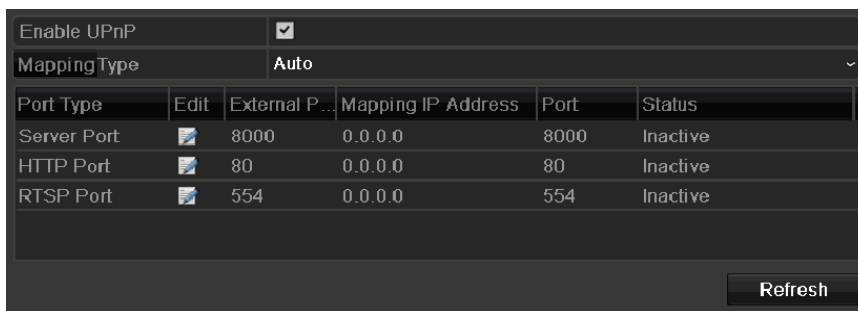 Enable UPnP
Mapping Type Auto
Port Type Edit External P... Mapping IP Address Port Status
Server Port 8000 0.0.0.0 8000 Inactive
HTTP Port 80 0.0.0.0 80 Inactive
RTSP Port 554 0.0.0.0 554 Inactive
Refresh